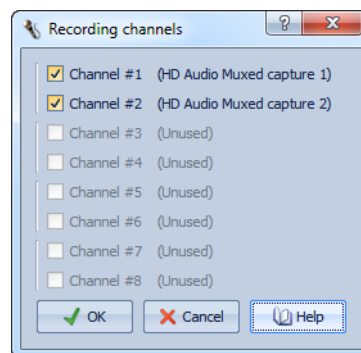 Recording channels
Channel #1 (HD Audio Muxed capture 1)
Channel #2 (HD Audio Muxed capture 2)
Channel #3 (Unused)
Channel #4 (Unused)
Channel #5 (Unused)
Channel #6 (Unused)
Channel #7 (Unused)
Channel #8 (Unused)
OK Cancel Help